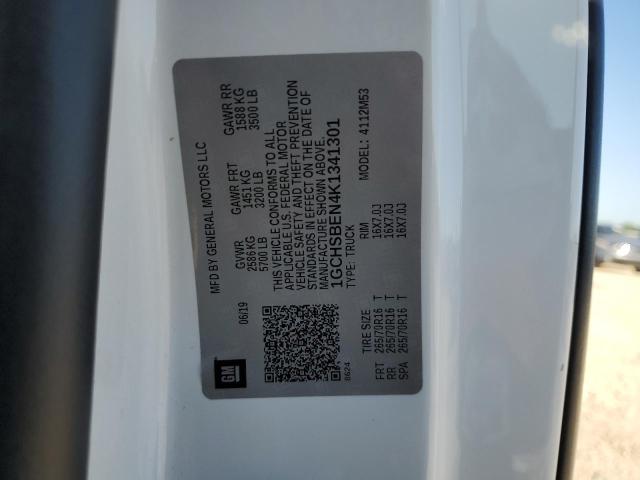 MFD BY GENERAL MOTORS LLC
06/19
GVWR GAWR FRT GAWR RR
2586 KG 1451 KG 1588 KG
5700 LB 3200 LB 3500 LB
THIS VEHICLE CONFORMS TO ALL
APPLICABLE U.S. FEDERAL MOTOR
VEHICLE SAFETY AND THEFT PREVENTION
STANDARDS IN EFFECT ON THE DATE OF
MANUFACTURE SHOWN ABOVE.
1GCHSBEN4K1341301
TYPE: TRUCK MODEL: 4112M53
GM
8624
TIRE SIZE RIM
FRT 265/70R16 T 16X7.0J
RR 265/70R16 T 16X7.0J
SPA 265/70R16 T 16X7.0J